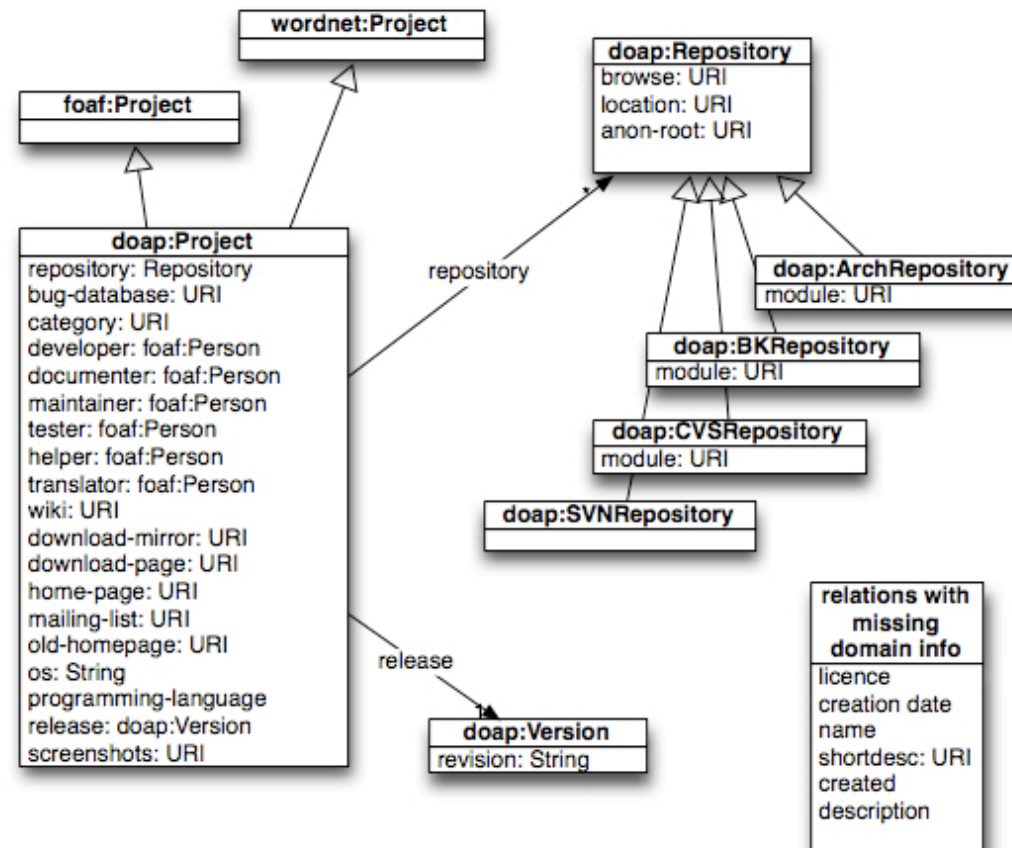 wordnet:Project
foaf:Project
doap:Project
repository: Repository
bug-database: URI
category: URI
developer: foaf:Person
documenter: foaf:Person
maintainer: foaf:Person
tester: foaf:Person
helper: foaf:Person
translator: foaf:Person
wiki: URI
download-mirror: URI
download-page: URI
home-page: URI
mailing-list: URI
old-homepage: URI
os: String
programming-language
release: doap:Version
screenshots: URI
repository
*
release
1
doap:Version
revision: String
doap:Repository
browse: URI
location: URI
anon-root: URI
doap:ArchRepository
module: URI
doap:BKRepository
module: URI
doap:CVSRepository
module: URI
doap:SVNRepository
relations with
missing
domain info
licence
creation date
name
shortdesc: URI
created
description